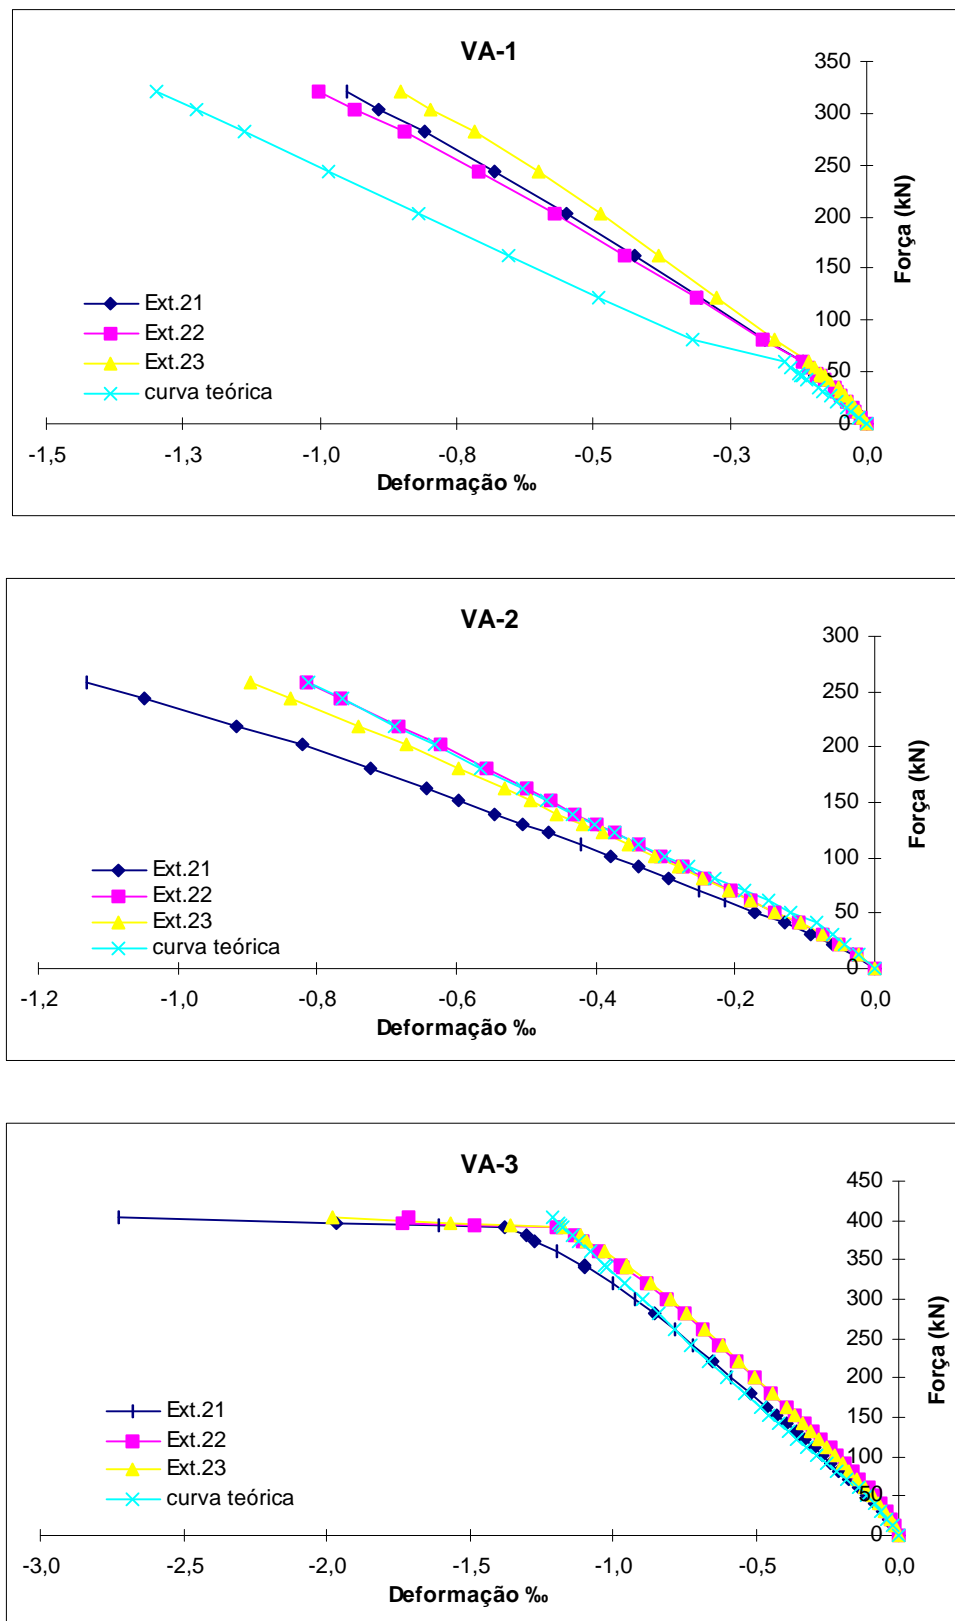 VA-1
350
300
250
200
150
100
50
0
Força (kN)
Ext.21
Ext.22
Ext.23
curva teórica
-1,5 -1,3 -1,0 -0,8 -0,5 -0,3 0,0
Deformação ‰
VA-2
300
250
200
150
100
50
0
Força (kN)
Ext.21
Ext.22
Ext.23
curva teórica
-1,2 -1,0 -0,8 -0,6 -0,4 -0,2 0,0
Deformação ‰
VA-3
450
400
350
300
250
200
150
100
50
0
Força (kN)
Ext.21
Ext.22
Ext.23
curva teórica
-3,0 -2,5 -2,0 -1,5 -1,0 -0,5 0,0
Deformação ‰